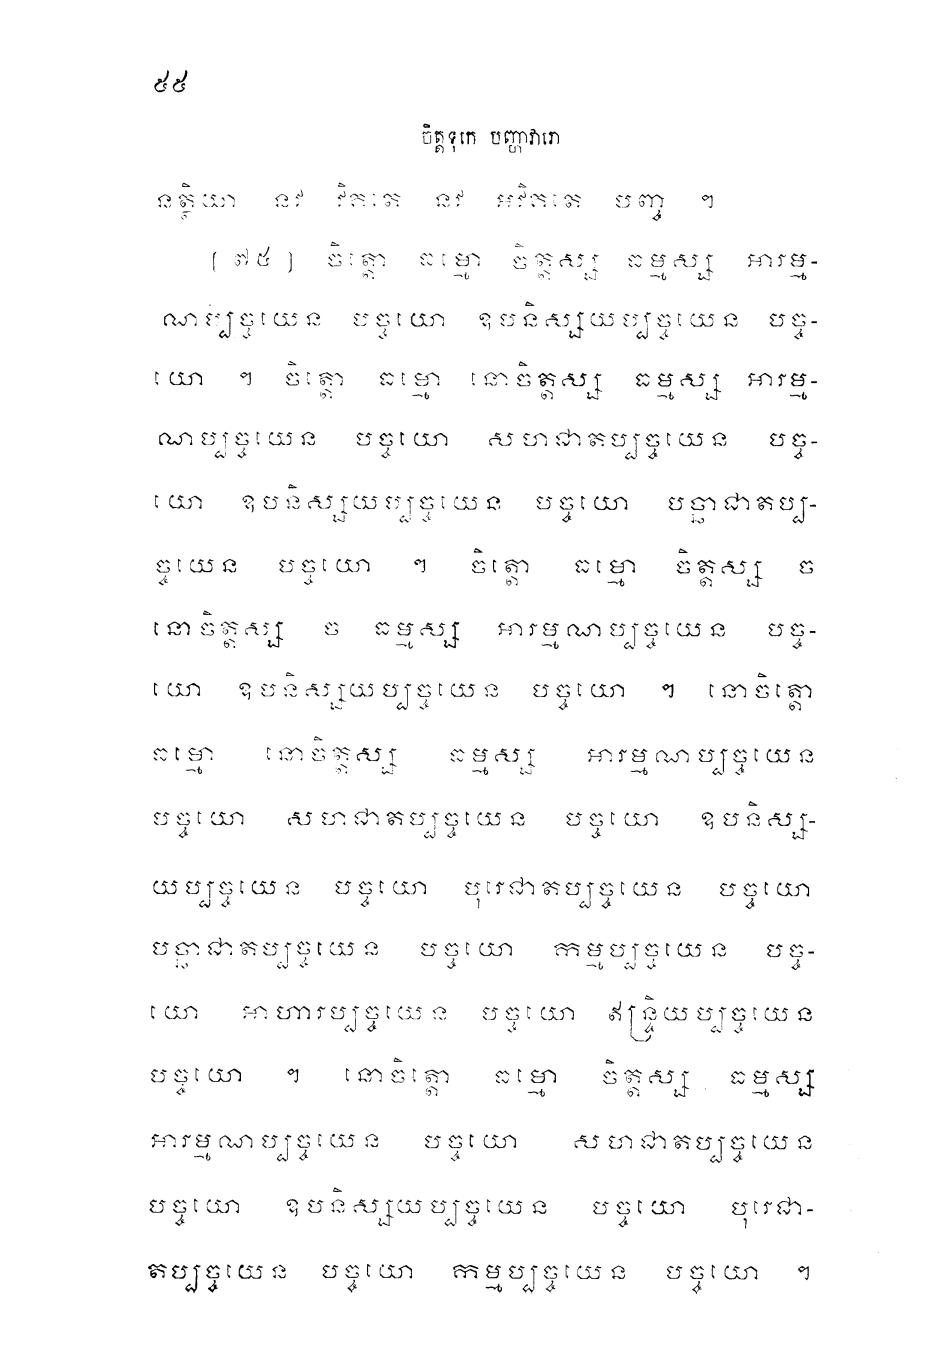 ៥៥
ចិត្តទុកេ បញ្ហាវារោ
នត្ថិយា នវ វិគតេ នវ អវិគតេ បញ្ច ។
[៧៥] ចិត្តោ ធម្មោ ចិត្តស្ស ធម្មស្ស អារម្ម-
ណប្បច្ចយេន បច្ចយោ ឧបនិស្សយប្បច្ចយេន បច្ច-
យោ ។ ចិត្តោ ធម្មោ នោចិត្តស្ស ធម្មស្ស អារម្ម-
ណប្បច្ចយេន បច្ចយោ សហជាតប្បច្ចយេន បច្ច-
យោ ឧបនិស្សយប្បច្ចយេន បច្ចយោ បច្ឆាជាតប្ប-
ច្ចយេន បច្ចយោ ។ ចិត្តោ ធម្មោ ចិត្តស្ស ច
នោចិត្តស្ស ច ធម្មស្ស អារម្មណប្បច្ចយេន បច្ច-
យោ ឧបនិស្សយប្បច្ចយេន បច្ចយោ ។ នោចិត្តោ
ធម្មោ នោចិត្តស្ស ធម្មស្ស អារម្មណប្បច្ចយេន
បច្ចយោ សហជាតប្បច្ចយេន បច្ចយោ ឧបនិស្ស-
យប្បច្ចយេន បច្ចយោ បុរេជាតប្បច្ចយេន បច្ចយោ
បច្ឆាជាតប្បច្ចយេន បច្ចយោ កម្មប្បច្ចយេន បច្ច-
យោ អាហារប្បច្ចយេន បច្ចយោ ឥន្ទ្រិយប្បច្ចយេន
បច្ចយោ ។ នោចិត្តោ ធម្មោ ចិត្តស្ស ធម្មស្ស
អារម្មណប្បច្ចយេន បច្ចយោ សហជាតប្បច្ចយេន
បច្ចយោ ឧបនិស្សយប្បច្ចយេន បច្ចយោ បុរេជា-
តប្បច្ចយេន បច្ចយោ កម្មប្បច្ចយេន បច្ចយោ ។